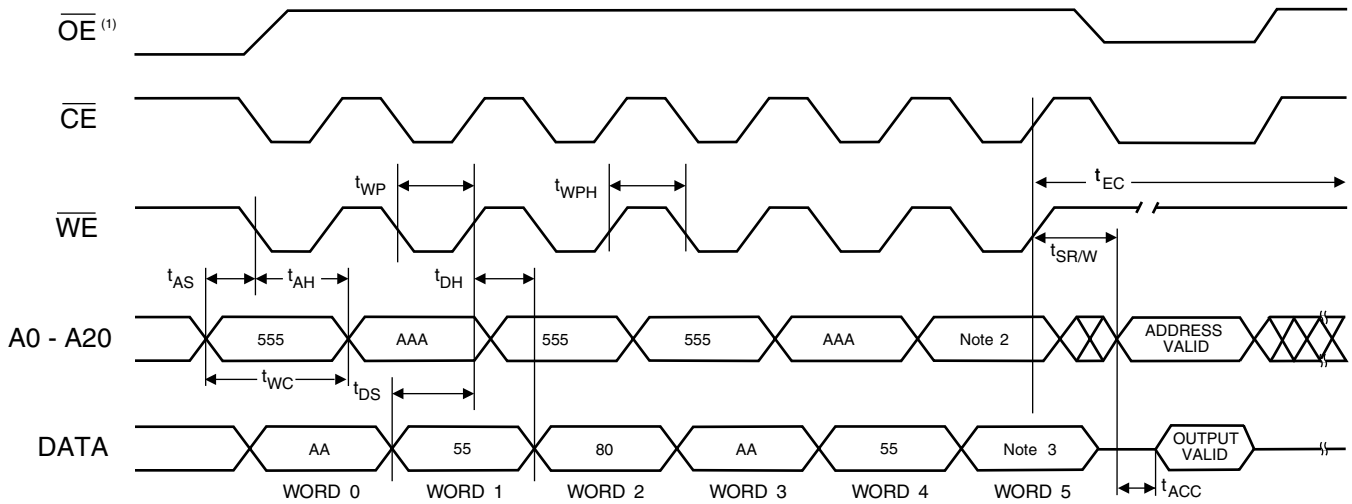 OE (1)
CE
tWP
tWPH
tEC
WE
tSR/W
tAS
tAH
tDH
A0 - A20
555
AAA
555
555
AAA
Note 2
ADDRESS
VALID
tWC
tDS
DATA
AA
55
80
AA
55
Note 3
OUTPUT
VALID
WORD 0
WORD 1
WORD 2
WORD 3
WORD 4
WORD 5
tACC